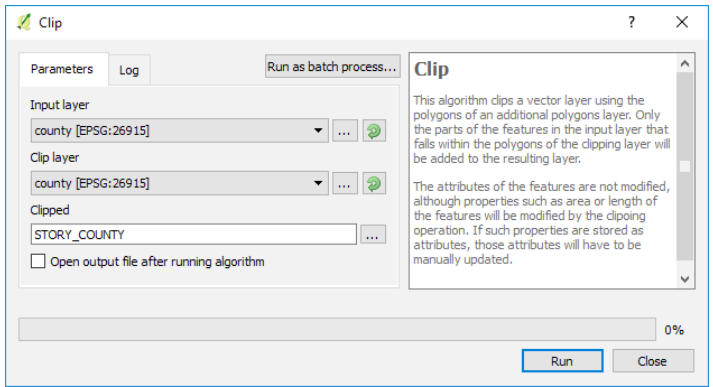 Clip
?
Parameters
Log
Run as batch process...
Input layer
county [EPSG:26915]
...
Clip layer
county [EPSG:26915]
...
Clipped
STORY_COUNTY
...
Open output file after running algorithm
Clip
This algorithm clips a vector layer using the
polygons of an additional polygons layer. Only
the parts of the features in the input layer that
falls within the polygons of the clipping layer will
be added to the resulting layer.
The attributes of the features are not modified,
although properties such as area or length of
the features will be modified by the clipoing
operation. If such properties are stored as
attributes, those attributes will have to be
manually updated.
0%
Run
Close